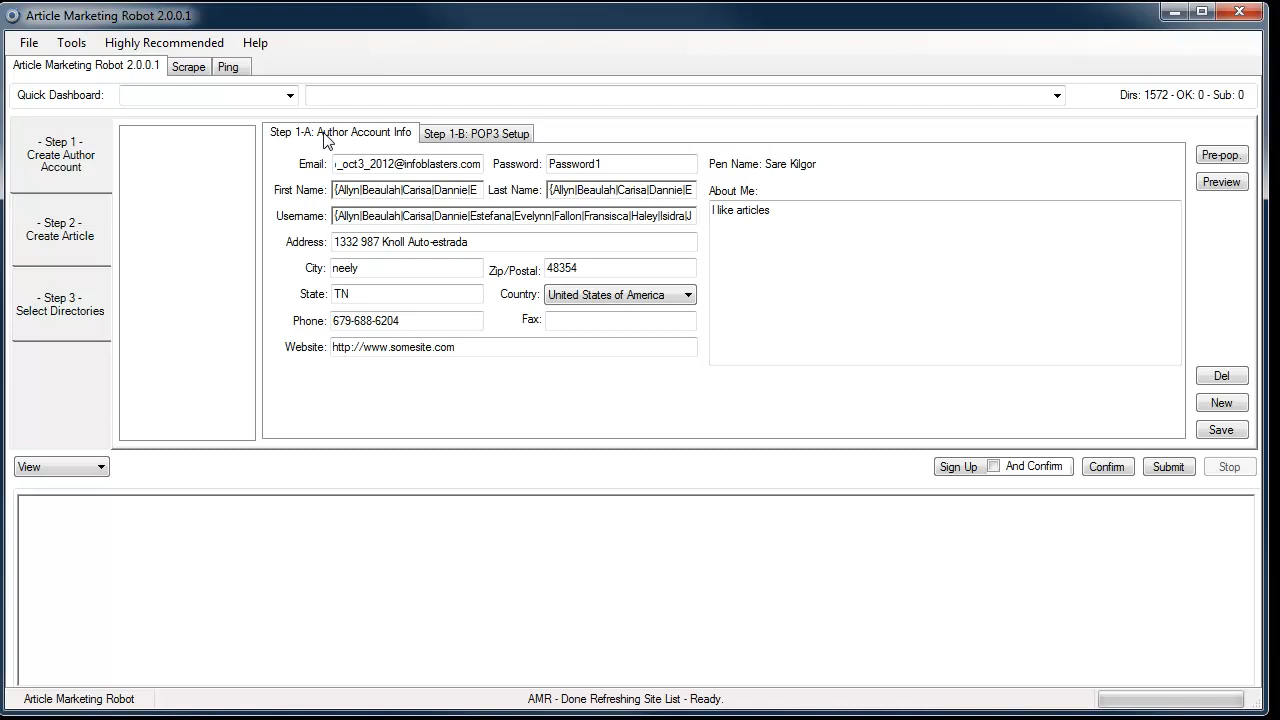 Article Marketing Robot 2.0.0.1
File Tools Highly Recommended Help
Article Marketing Robot 2.0.0.1 Scrape Ping
Quick Dashboard: Dirs: 1572 - OK: 0 - Sub: 0
- Step 1 -
Create Author
Account
- Step 2 -
Create Article
- Step 3 -
Select Directories
Step 1-A: Author Account Info Step 1-B: POP3 Setup
Email: _oct3_2012@infoblasters.com Password: Password1 Pen Name: Sare Kilgor
First Name: {Allyn|Beaulah|Carisa|Dannie|E Last Name: {Allyn|Beaulah|Carisa|Dannie|E About Me:
Username: {Allyn|Beaulah|Carisa|Dannie|Estefana|Evelynn|Fallon|Fransisca|Haley|Isidra|J I like articles
Address: 1332 987 Knoll Auto-estrada
City: neely Zip/Postal: 48354
State: TN Country: United States of America
Phone: 679-688-6204 Fax:
Website: http://www.somesite.com
Pre-pop.
Preview
Del
New
Save
View Sign Up And Confirm Confirm Submit Stop
Article Marketing Robot AMR - Done Refreshing Site List - Ready.